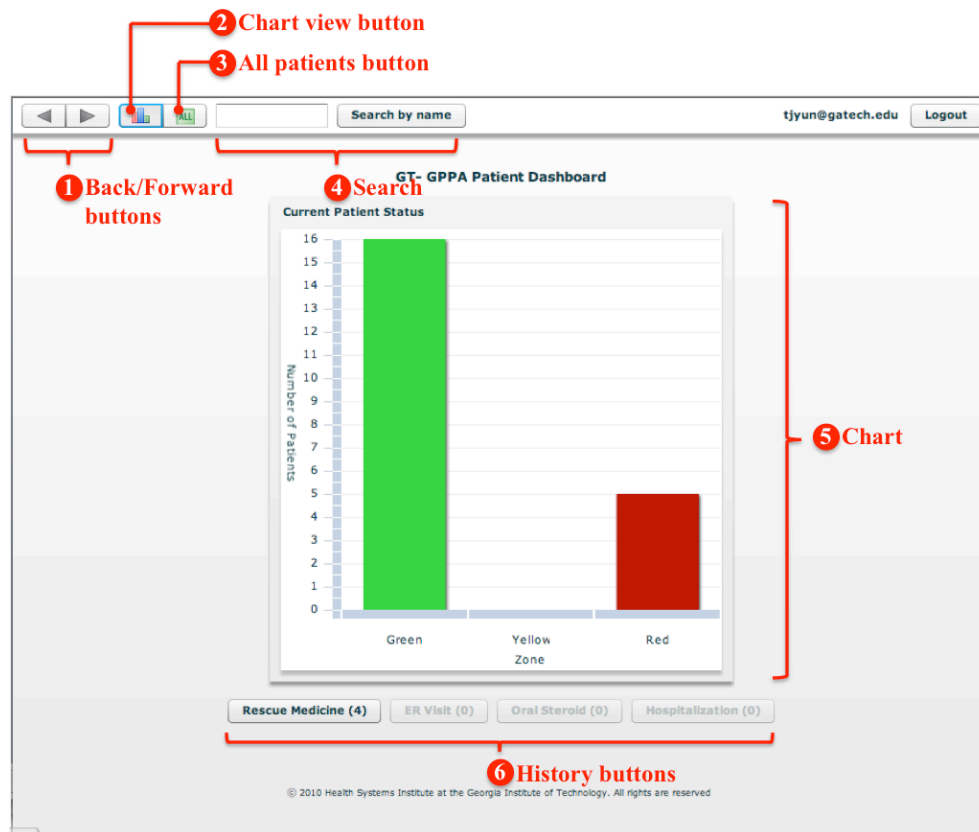 2 Chart view button
3 All patients button
ALL
Search by name
tjyun@gatech.edu
Logout
1 Back/Forward
buttons
4 Search
GT- GPPA Patient Dashboard
Current Patient Status
16
15
14
13
12
11
10
9
8
7
6
5
4
3
2
1
0
Number of Patients
Green
Yellow
Red
Zone
5 Chart
Rescue Medicine (4)
ER Visit (0)
Oral Steroid (0)
Hospitalization (0)
6 History buttons
© 2010 Health Systems Institute at the Georgia Institute of Technology. All rights are reserved